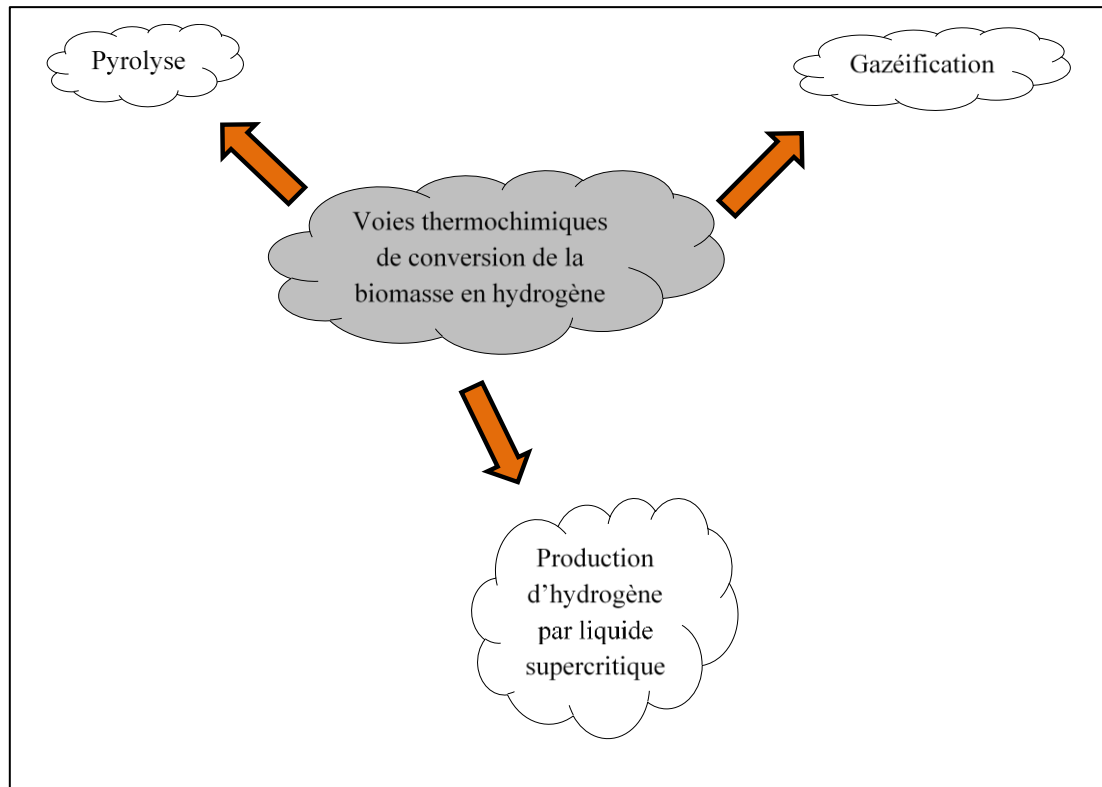 Pyrolyse
Gazéification
Voies thermochimiques
de conversion de la
biomasse en hydrogène
Production
d’hydrogène
par liquide
supercritique